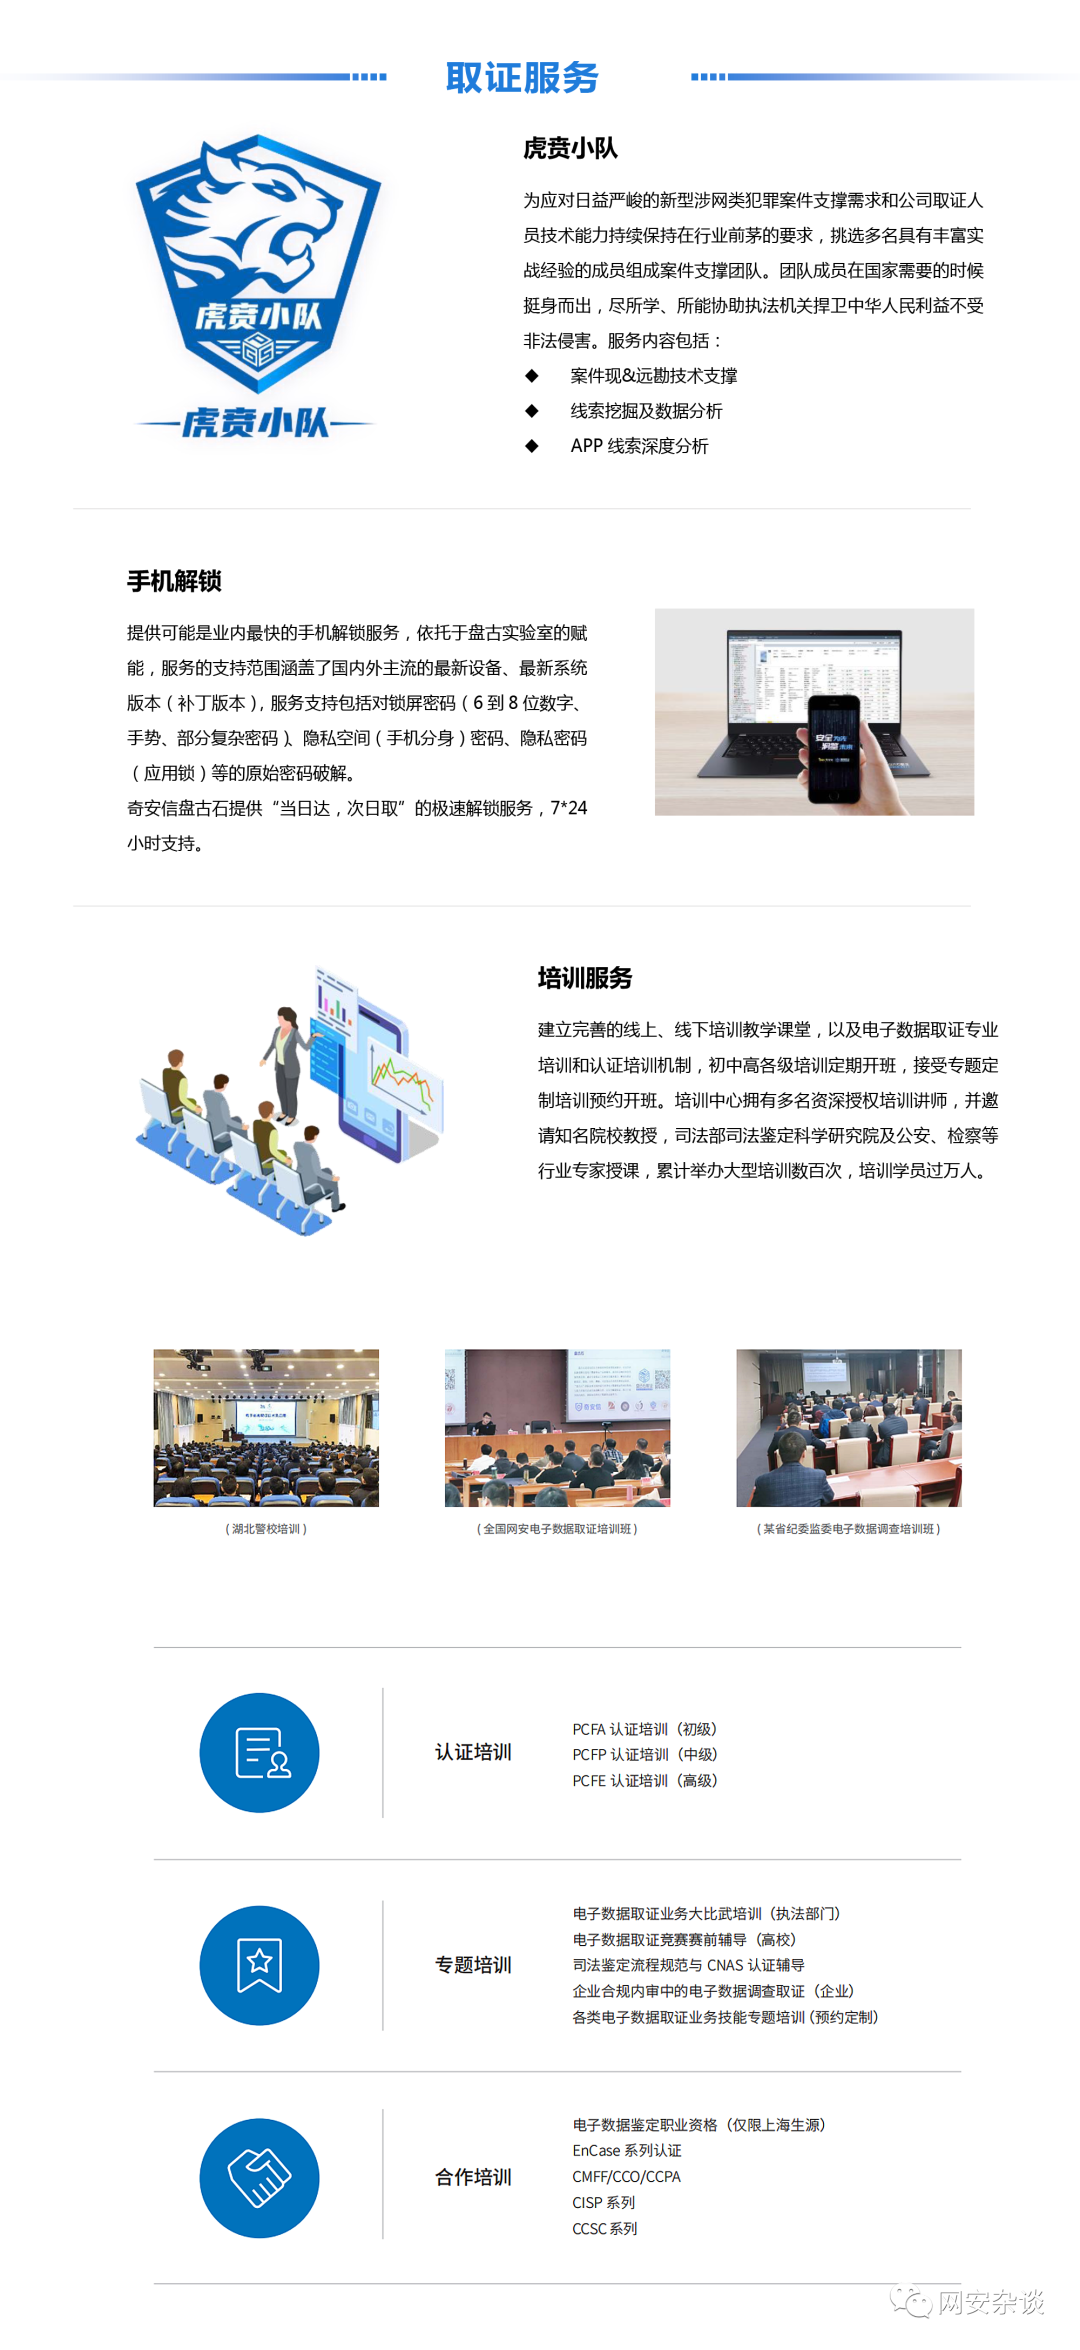 取证服务
虎贲小队
虎贲小队
虎贲小队
为应对日益严峻的新型涉网类犯罪案件支撑需求和公司取证人
员技术能力持续保持在行业前茅的要求，挑选多名具有丰富实
战经验的成员组成案件支撑团队。团队成员在国家需要的时候
挺身而出，尽所学、所能协助执法机关捍卫中华人民利益不受
非法侵害。服务内容包括：
◆ 案件现&远勘技术支撑
◆ 线索挖掘及数据分析
◆ APP 线索深度分析
手机解锁
提供可能是业内最快的手机解锁服务，依托于盘古实验室的赋
能，服务的支持范围涵盖了国内外主流的最新设备、最新系统
版本（补丁版本），服务支持包括对锁屏密码（6 到 8 位数字、
手势、部分复杂密码）、隐私空间（手机分身）密码、隐私密码
（应用锁）等的原始密码破解。
奇安信盘古石提供“当日达，次日取”的极速解锁服务，7*24
小时支持。
安全为先
洞鉴未来
培训服务
建立完善的线上、线下培训教学课堂，以及电子数据取证专业
培训和认证培训机制，初中高各级培训定期开班，接受专题定
制培训预约开班。培训中心拥有多名资深授权培训讲师，并邀
请知名院校教授，司法部司法鉴定科学研究院及公安、检察等
行业专家授课，累计举办大型培训数百次，培训学员过万人。
奇安信
（湖北警校培训）
（全国网安电子数据取证培训班）
（某省纪委监委电子数据调查培训班）
认证培训
PCFA 认证培训（初级）
PCFP 认证培训（中级）
PCFE 认证培训（高级）
专题培训
电子数据取证业务大比武培训（执法部门）
电子数据取证竞赛赛前辅导（高校）
司法鉴定流程规范与 CNAS 认证辅导
企业合规内审中的电子数据调查取证（企业）
各类电子数据取证业务技能专题培训（预约定制）
合作培训
电子数据鉴定职业资格（仅限上海生源）
EnCase 系列认证
CMFF/CCO/CCPA
CISP 系列
CCSC 系列
网安杂谈